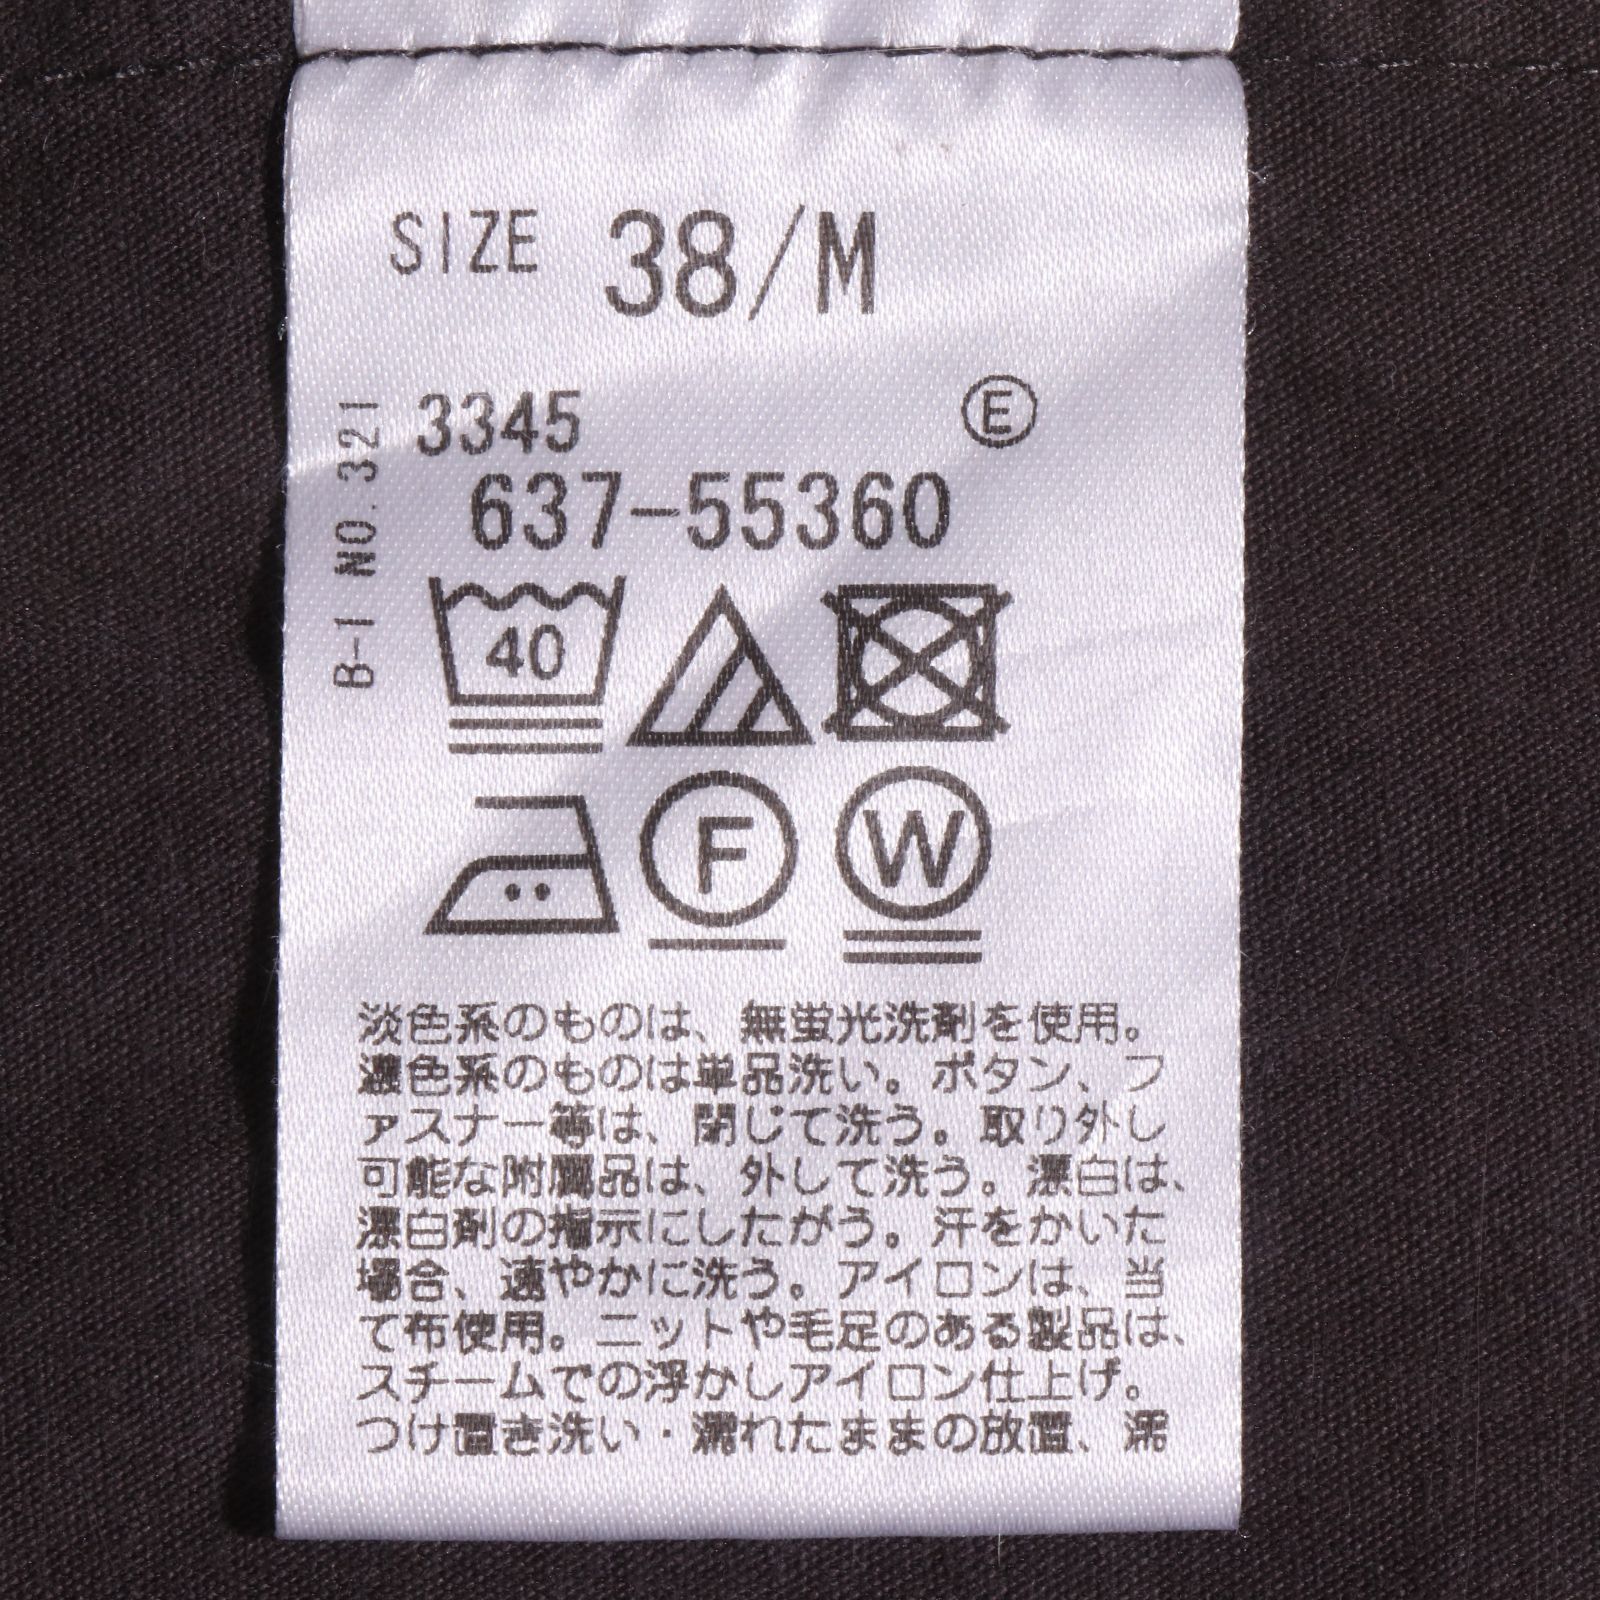 SIZE 38/M
B-1 NO.321
3345
E
637-55360
40
F
W
淡色系のものは、無蛍光洗剤を使用。
濃色系のものは単品洗い。ボタン、フ
ァスナー等は、閉じて洗う。取り外し
可能な附属品は、外して洗う。漂白は、
漂白剤の指示にしたがう。汗をかいた
場合、速やかに洗う。アイロンは、当
て布使用。ニットや毛足のある製品は、
スチームでの浮かしアイロン仕上げ。
つけ置き洗い・濡れたままの放置、濡